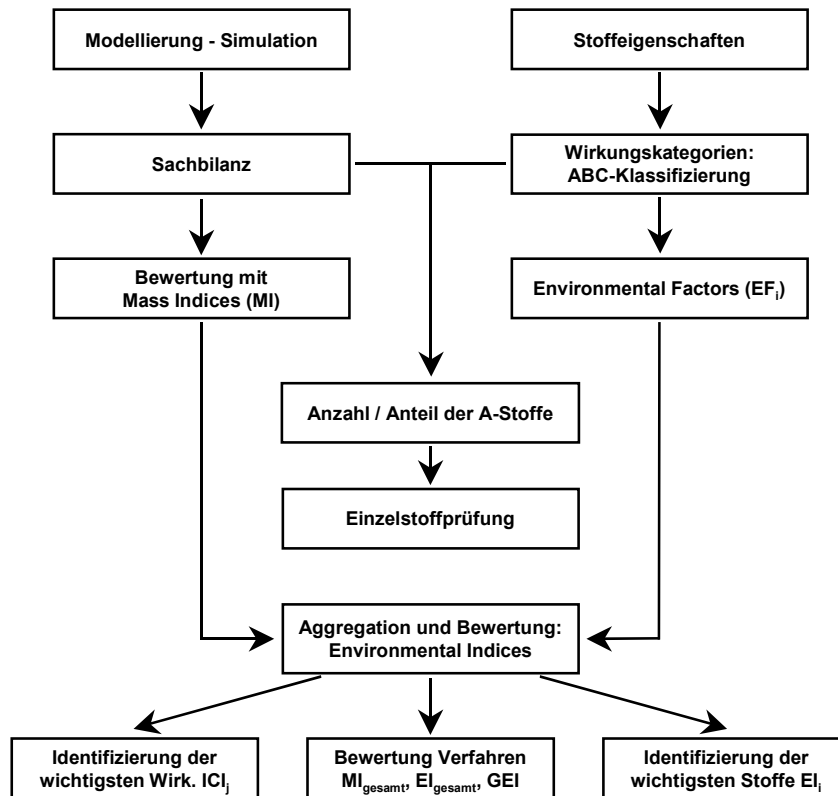 Modellierung - Simulation
Stoffeigenschaften
Sachbilanz
Wirkungskategorien:
ABC-Klassifizierung
Bewertung mit
Mass Indices (MI)
Environmental Factors (EFi)
Anzahl / Anteil der A-Stoffe
Einzelstoffprüfung
Aggregation und Bewertung:
Environmental Indices
Identifizierung der
wichtigsten Wirk. ICIj
Bewertung Verfahren
MIgesamt, EIgesamt, GEI
Identifizierung der
wichtigsten Stoffe EIi